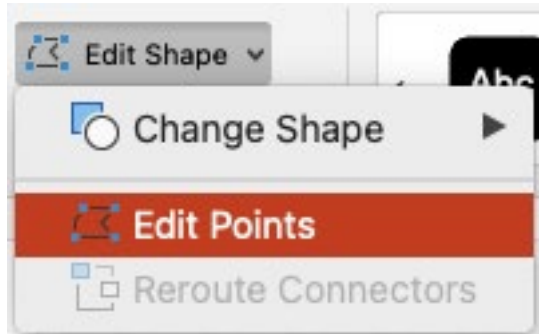 Edit Shape
Abc
Change Shape
Edit Points
Reroute Connectors